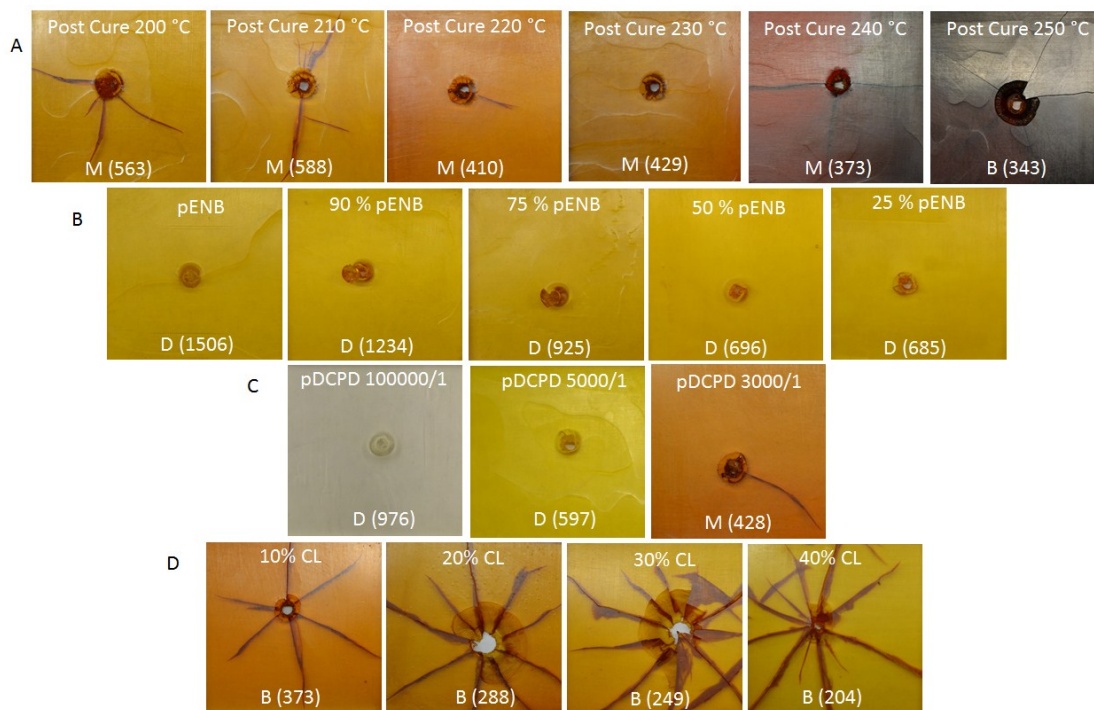 A
Post Cure 200 °C
Post Cure 210 °C
Post Cure 220 °C
Post Cure 230 °C
Post Cure 240 °C
Post Cure 250 °C
M (563)
M (588)
M (410)
M (429)
M (373)
B (343)
B
pENB
90 % pENB
75 % pENB
50 % pENB
25 % pENB
D (1506)
D (1234)
D (925)
D (696)
D (685)
C
pDCPD 100000/1
pDCPD 5000/1
pDCPD 3000/1
D (976)
D (597)
M (428)
D
10% CL
20% CL
30% CL
40% CL
B (373)
B (288)
B (249)
B (204)